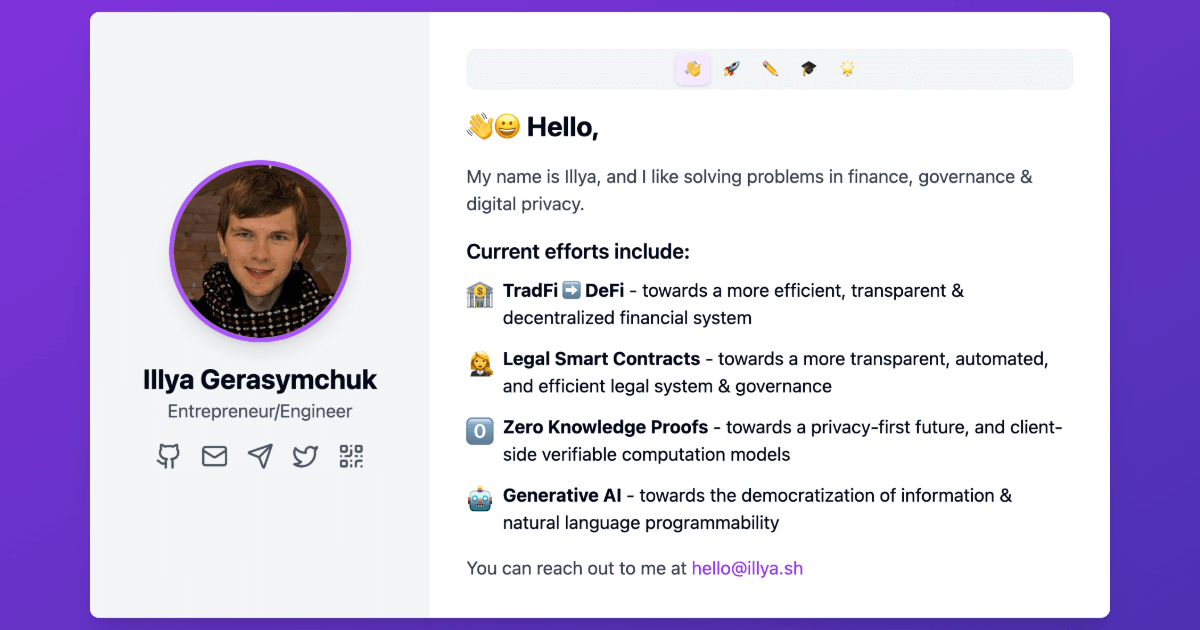 👋😀 Hello,
My name is Illya, and I like solving problems in finance, governance &
digital privacy.
Current efforts include:
TradFi ➡️ DeFi - towards a more efficient, transparent &
decentralized financial system
Legal Smart Contracts - towards a more transparent, automated,
and efficient legal system & governance
0 Zero Knowledge Proofs - towards a privacy-first future, and client-
side verifiable computation models
Generative AI - towards the democratization of information &
natural language programmability
You can reach out to me at hello@illya.sh
Illya Gerasymchuk
Entrepreneur/Engineer